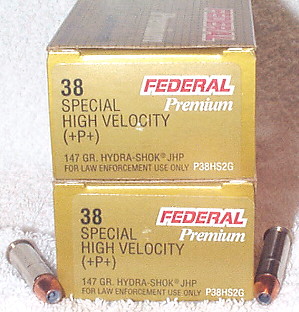 38
SPECIAL
HIGH VELOCITY
(+P+)
FEDERAL
Premium
147 GR. HYDRA-SHOK® JHP
FOR LAW ENFORCEMENT USE ONLY P38HS2G
38
SPECIAL
HIGH VELOCITY
(+P+)
FEDERAL
Premium
147 GR. HYDRA-SHOK® JHP
FOR LAW ENFORCEMENT USE ONLY P38HS2G